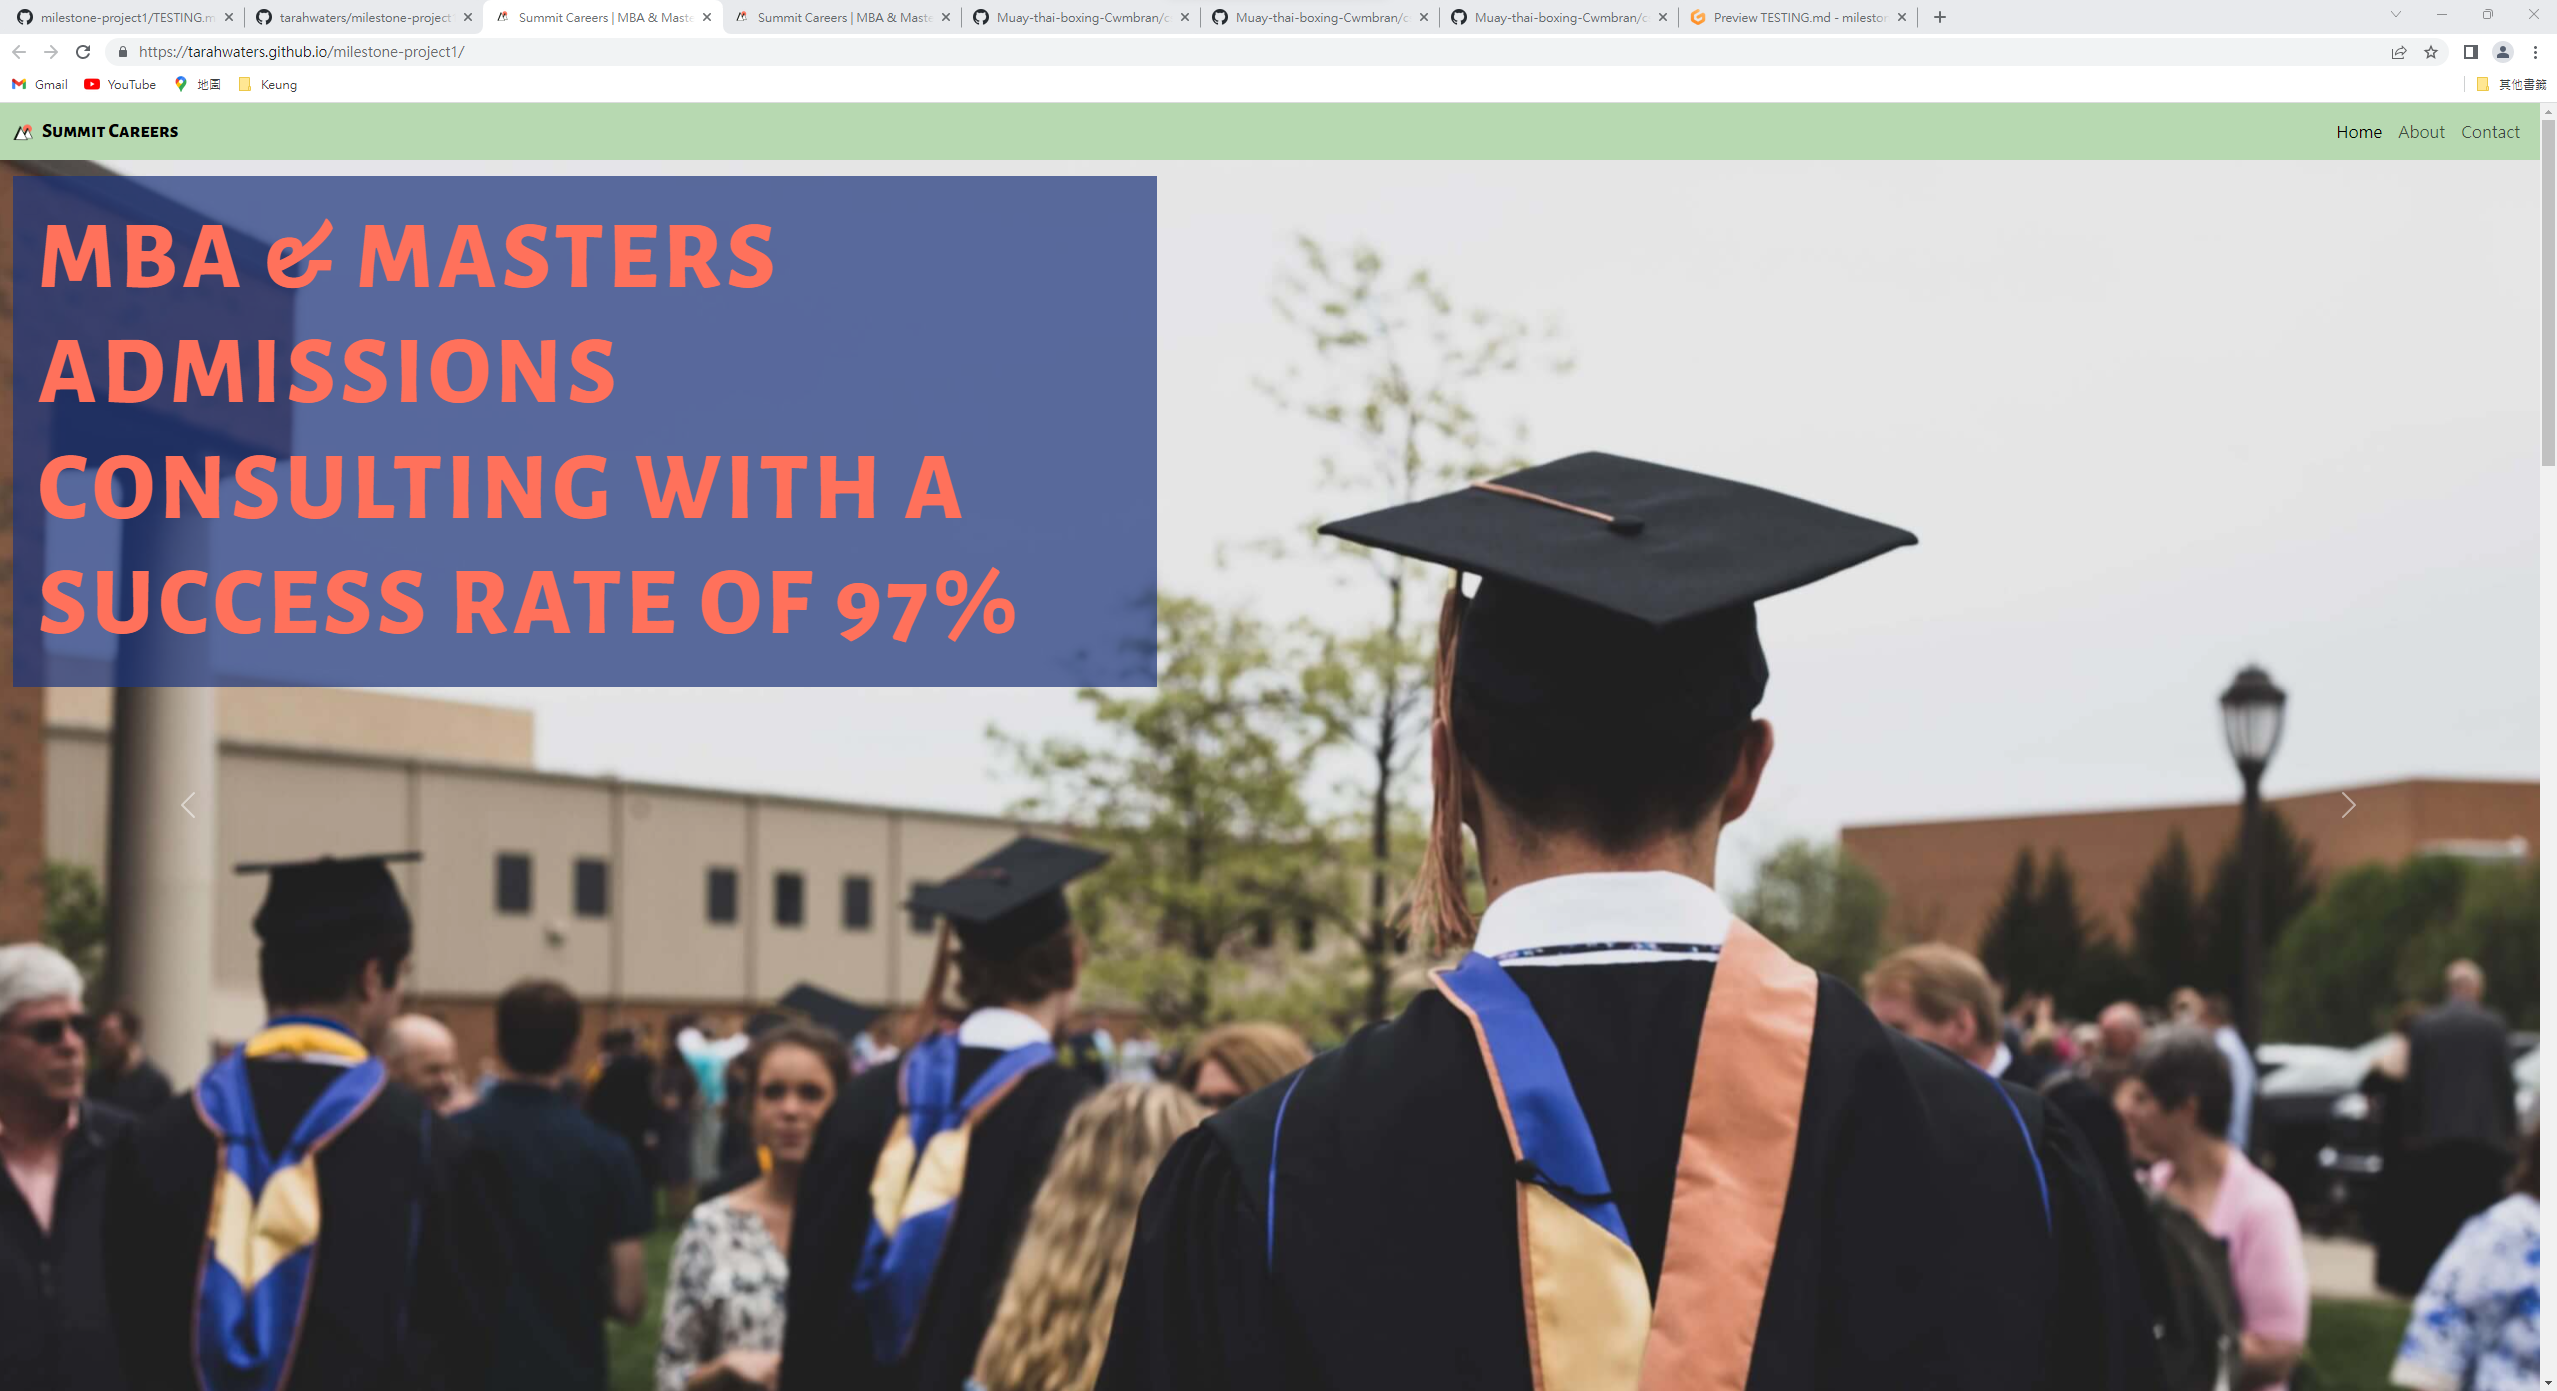 milestone-project1/TESTING.m
tarahwaters/milestone-project
Summit Careers | MBA & Maste
Summit Careers | MBA & Maste
Muay-thai-boxing-Cwmbran/c
Muay-thai-boxing-Cwmbran/c
Muay-thai-boxing-Cwmbran/c
Preview TESTING.md - milesto
https://tarahwaters.github.io/milestone-project1/
Gmail
YouTube
地圖
Keung
其他書籤
Summit Careers
Home
About
Contact
MBA & MASTERS
ADMISSIONS
CONSULTING WITH A
SUCCESS RATE OF 97%